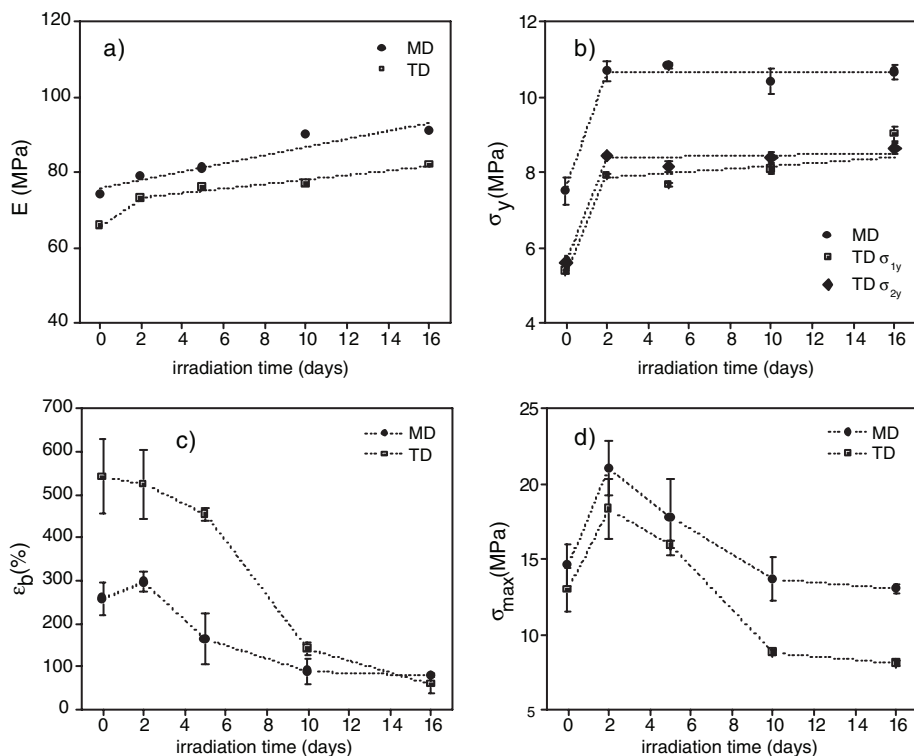 a)
E (MPa)
120
100
80
60
40
MD
TD
0 2 4 6 8 10 12 14 16
irradiation time (days)
b)
σy(MPa)
12
10
8
6
4
MD
TD σ1y
TD σ2y
0 2 4 6 8 10 12 14 16
irradiation time (days)
c)
εb(%)
700
600
500
400
300
200
100
0
MD
TD
0 2 4 6 8 10 12 14 16
irradiation time (days)
d)
σmax(MPa)
25
20
15
10
5
MD
TD
0 2 4 6 8 10 12 14 16
irradiation time (days)